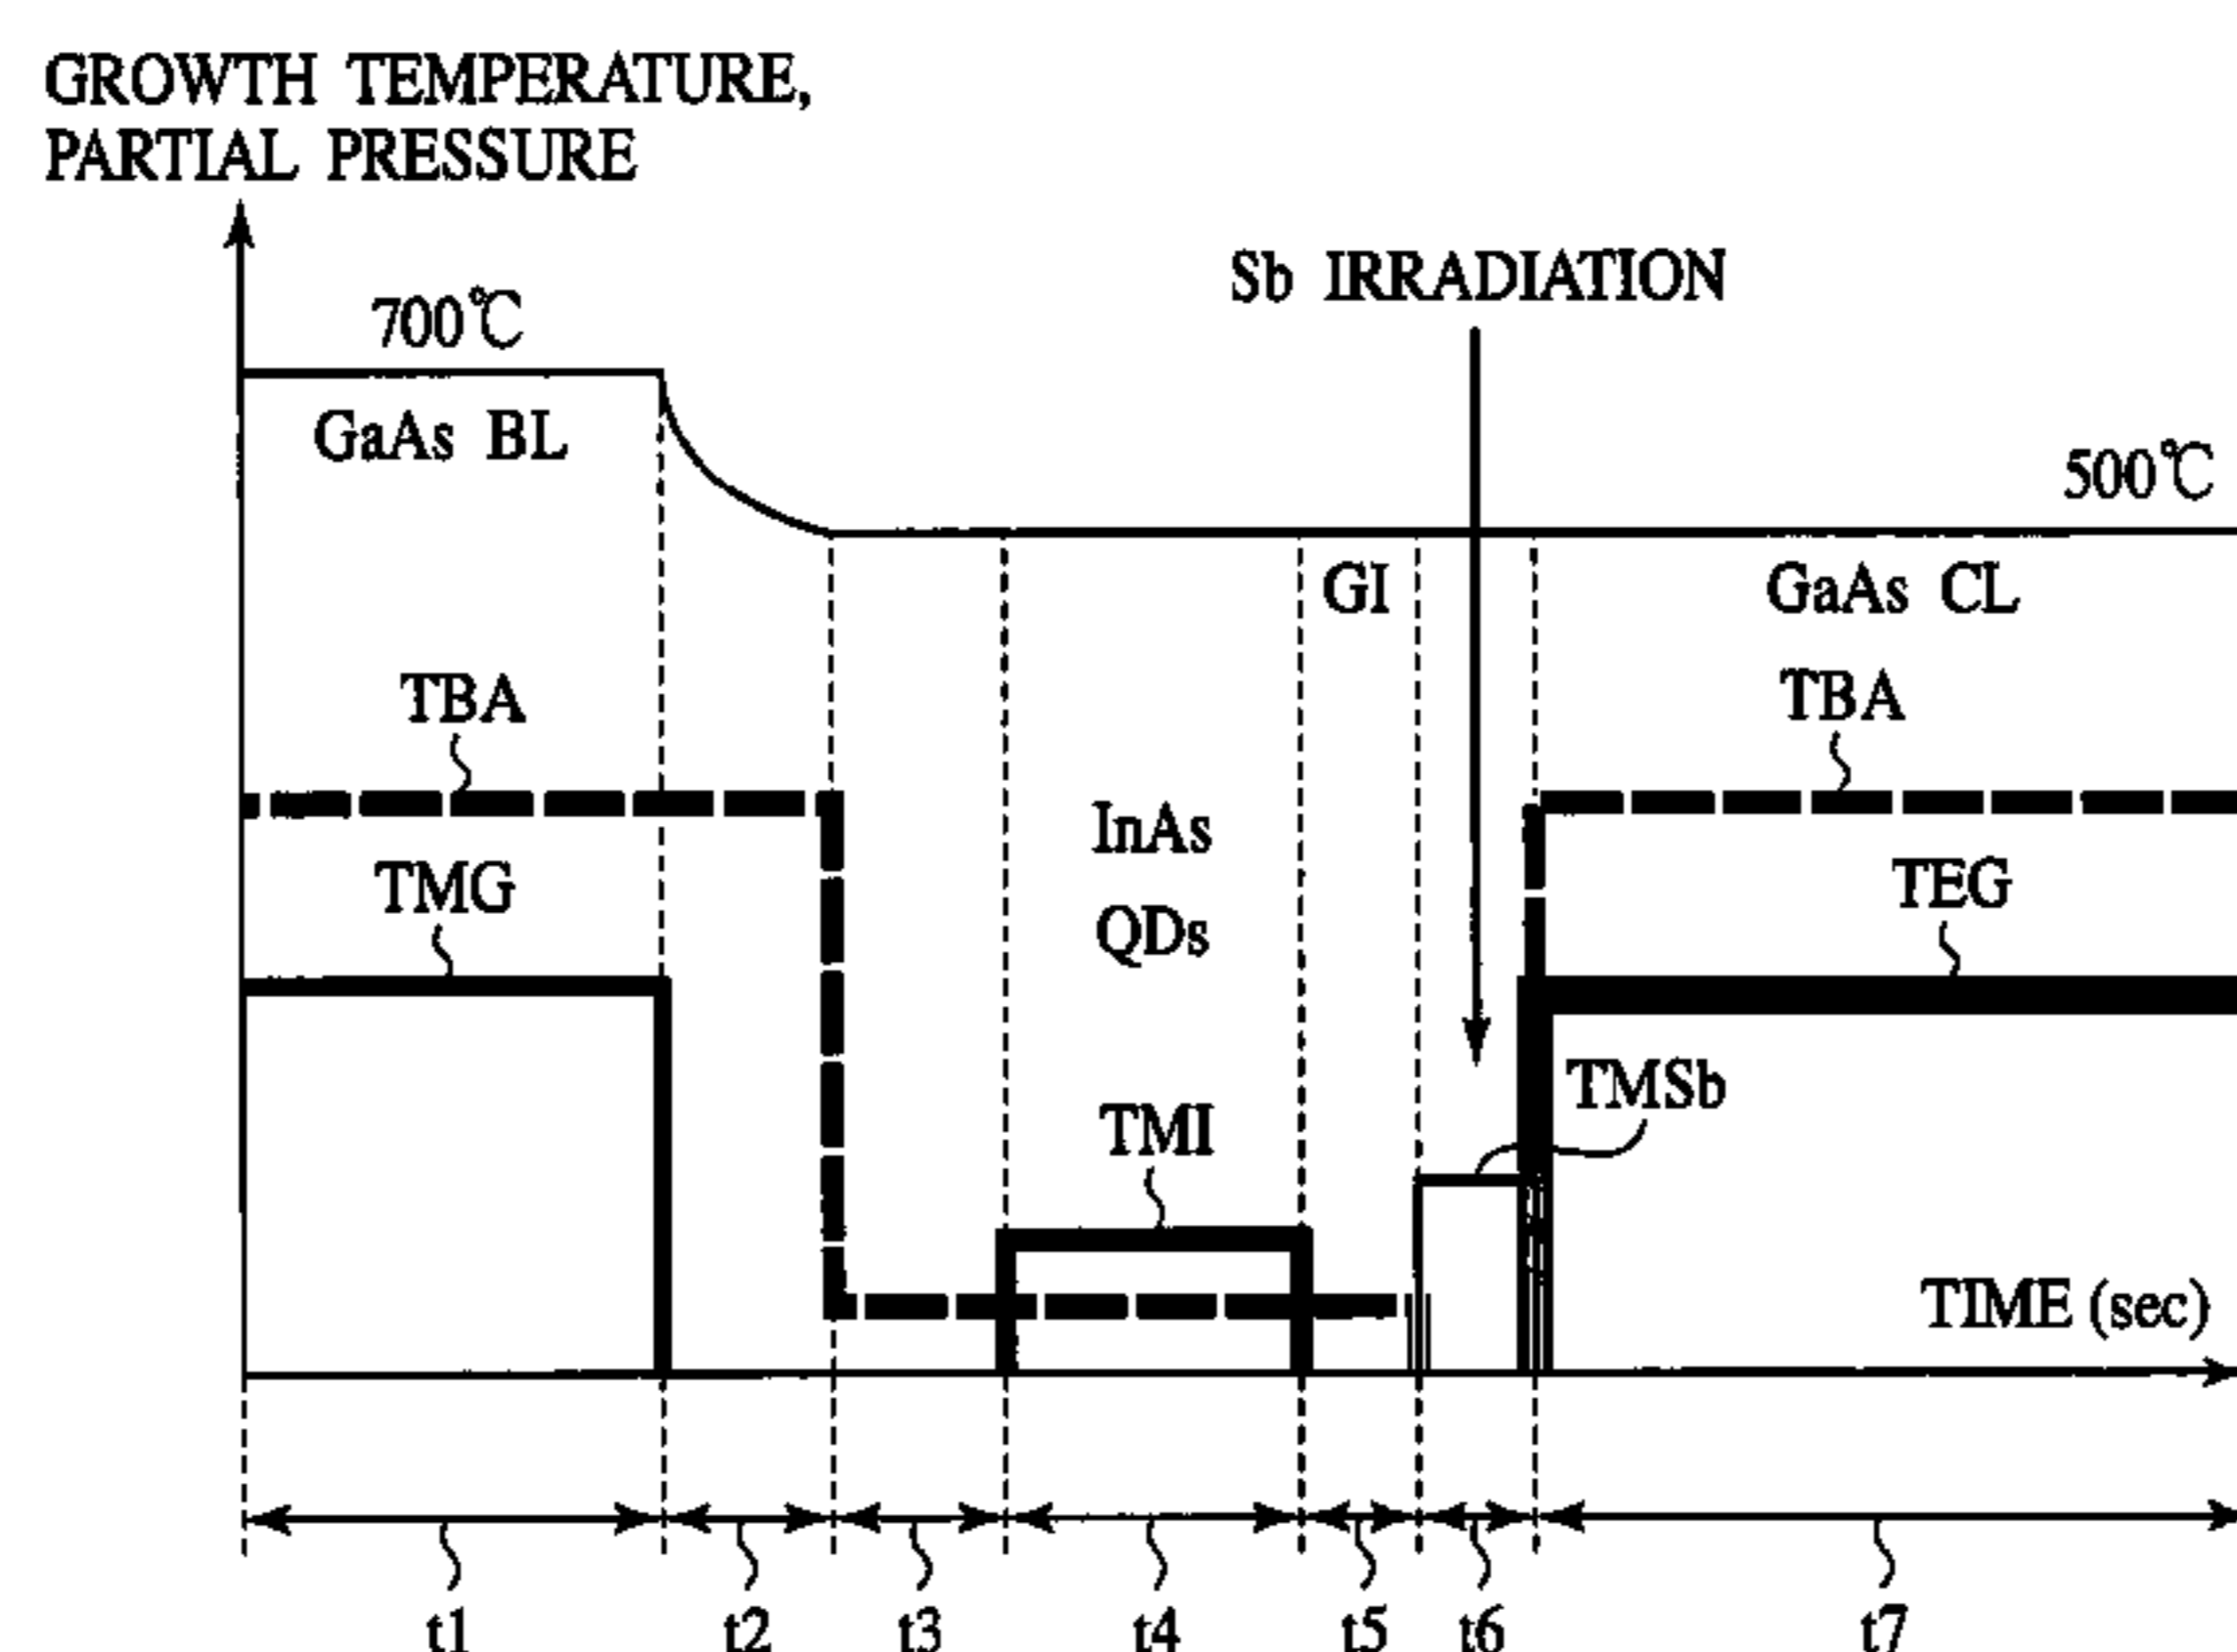 GROWTH TEMPERATURE,
PARTIAL PRESSURE
Sb IRRADIATION
700℃
GaAs BL
500℃
GI
GaAs CL
TBA
TBA
InAs
QDs
TMG
TEG
TMSb
TMI
TIME (sec)
t1
t2
t3
t4
t5
t6
t7